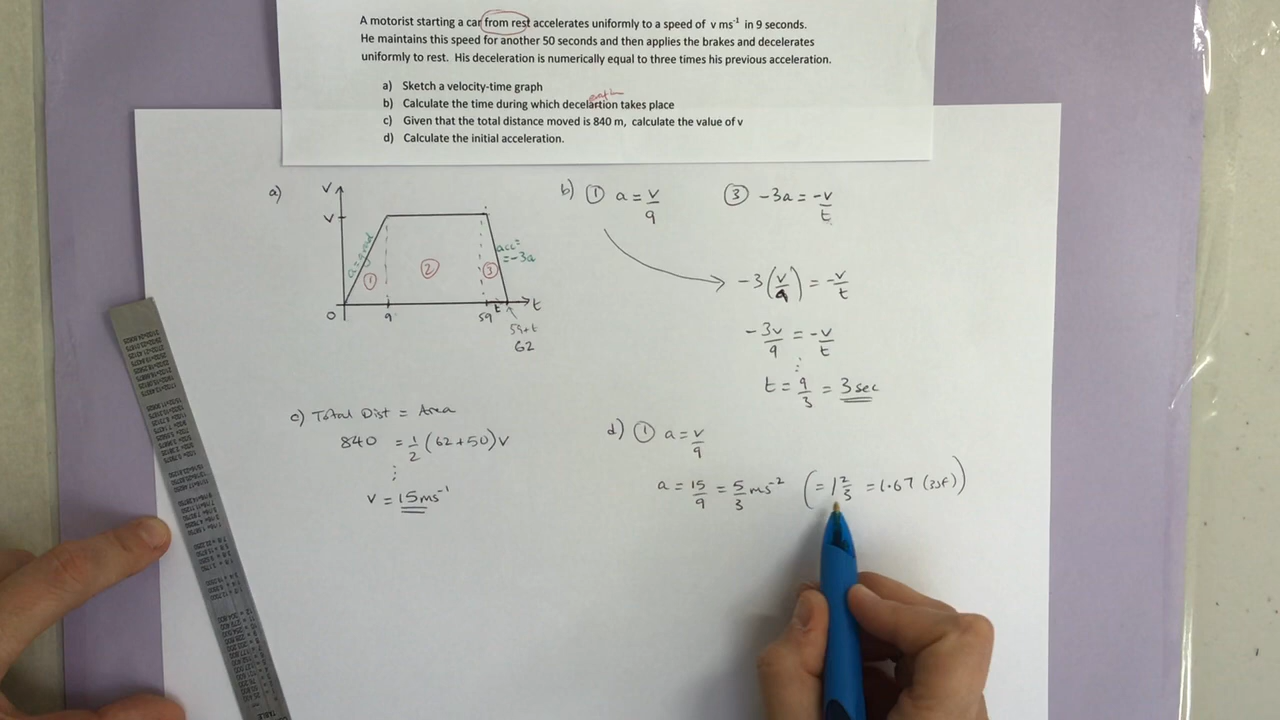 A motorist starting a car from rest accelerates uniformly to a speed of v ms⁻¹ in 9 seconds.
He maintains this speed for another 50 seconds and then applies the brakes and decelerates
uniformly to rest. His deceleration is numerically equal to three times his previous acceleration.
a) Sketch a velocity-time graph
b) Calculate the time during which decelartion takes place
c) Given that the total distance moved is 840 m, calculate the value of v
d) Calculate the initial acceleration.
a)
V
V
a=grad
acc=
=-3a
① ② ③
0 9 59 t t
59+t
62
b) ① a = v/9
③ -3a = -v/t
-3(v/9) = -v/t
-3v/9 = -v/t
⋮
t = 9/3 = 3 sec
c) Total Dist = Area
840 = 1/2 (62+50)v
⋮
v = 15ms⁻¹
d) ① a = v/9
a = 15/9 = 5/3 ms⁻² (= 1 2/3 = 1.67 (3sf))